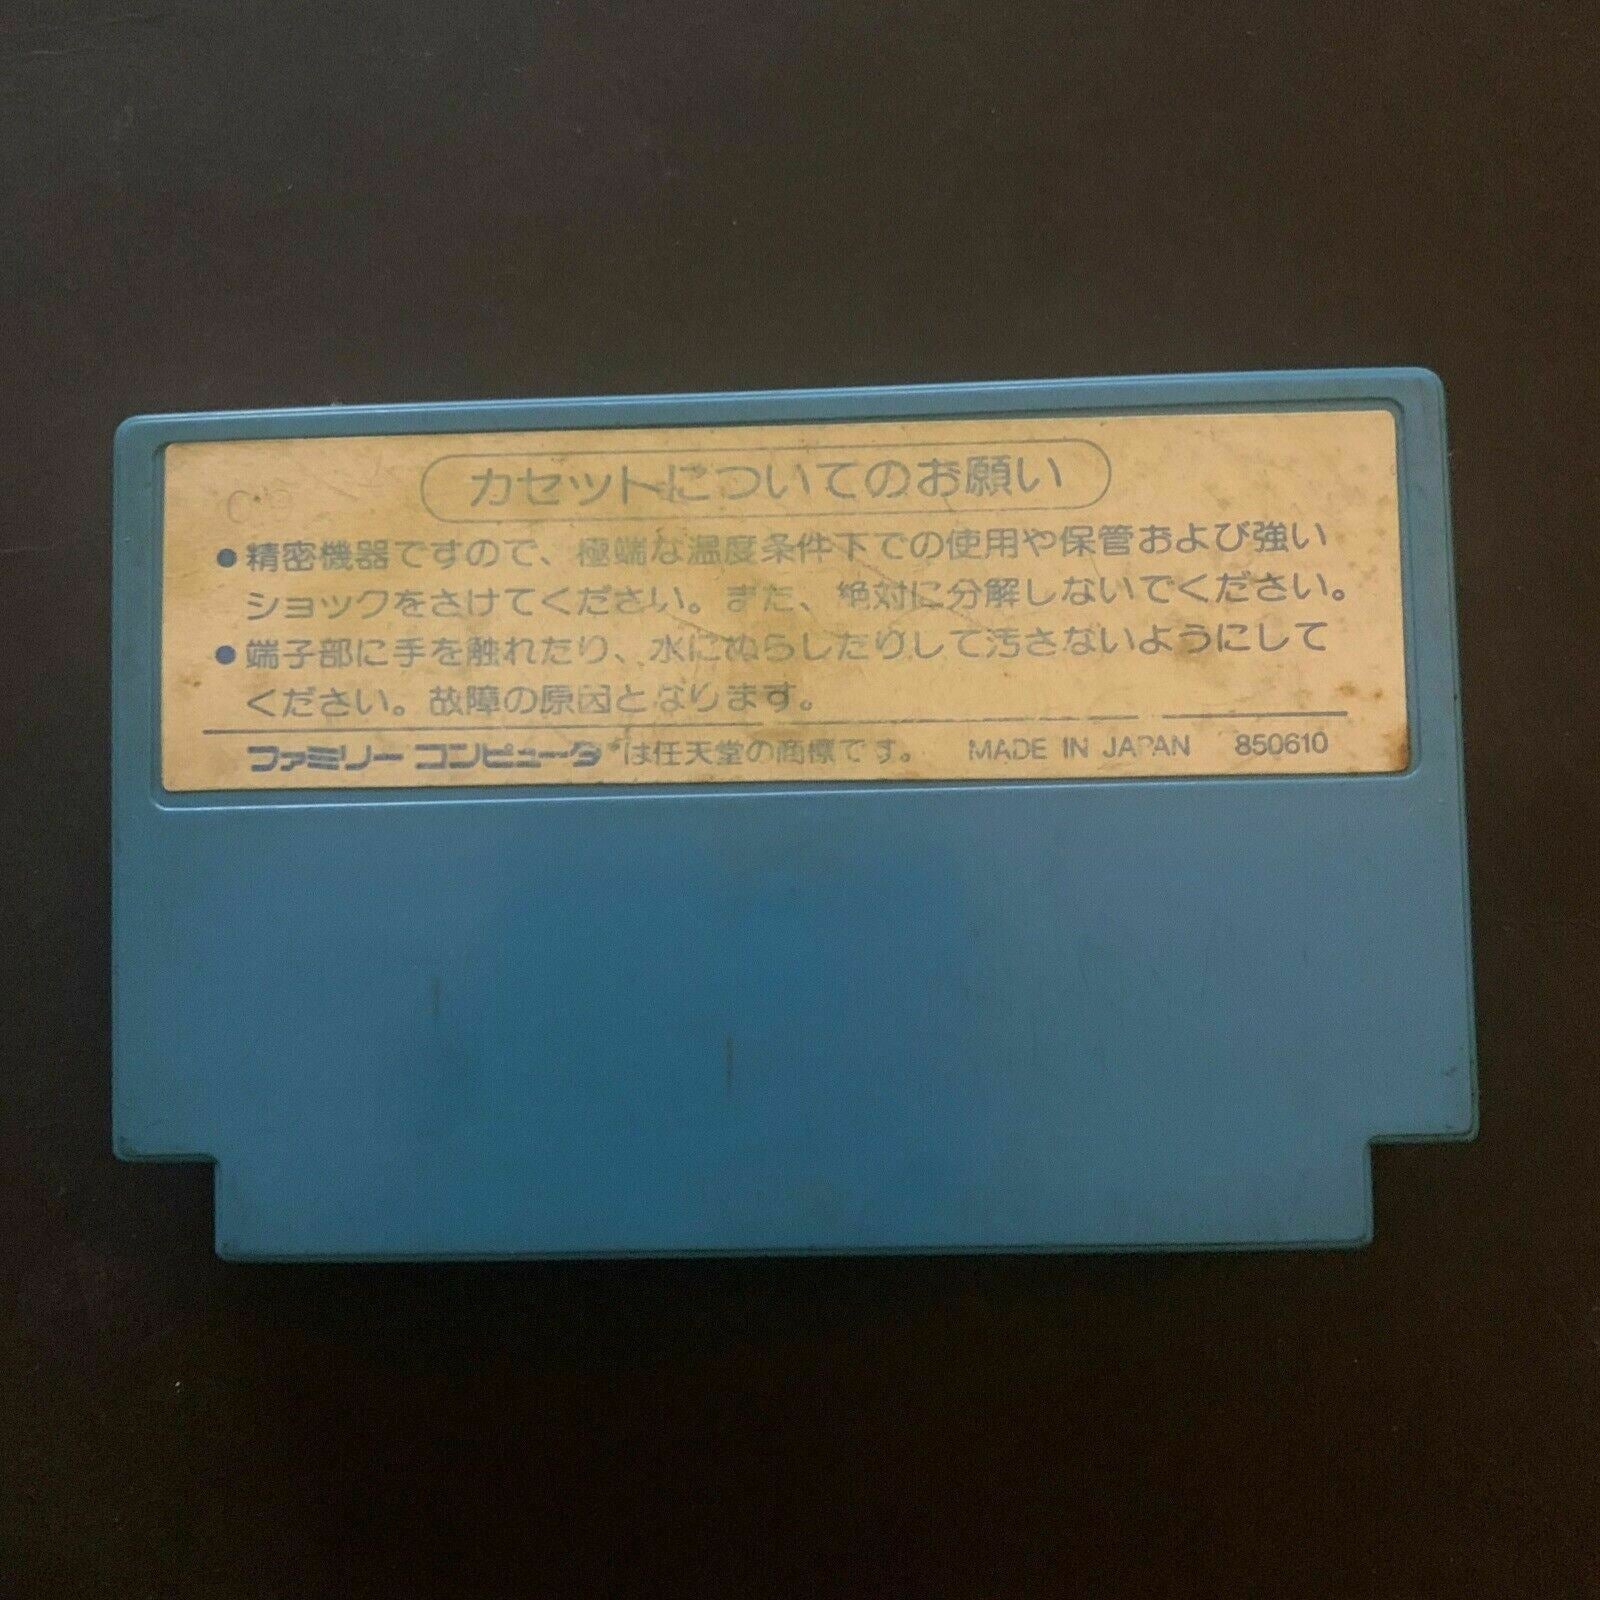 カセットについてのお願い
●精密機器ですので、極端な温度条件下での使用や保管および強い
ショックをさけてください。また、絶対に分解しないでください。
●端子部に手を触れたり、水にぬらしたりして汚さないようにして
ください。故障の原因となります。
ファミリーコンピュータ は任天堂の商標です。 MADE IN JAPAN 850610